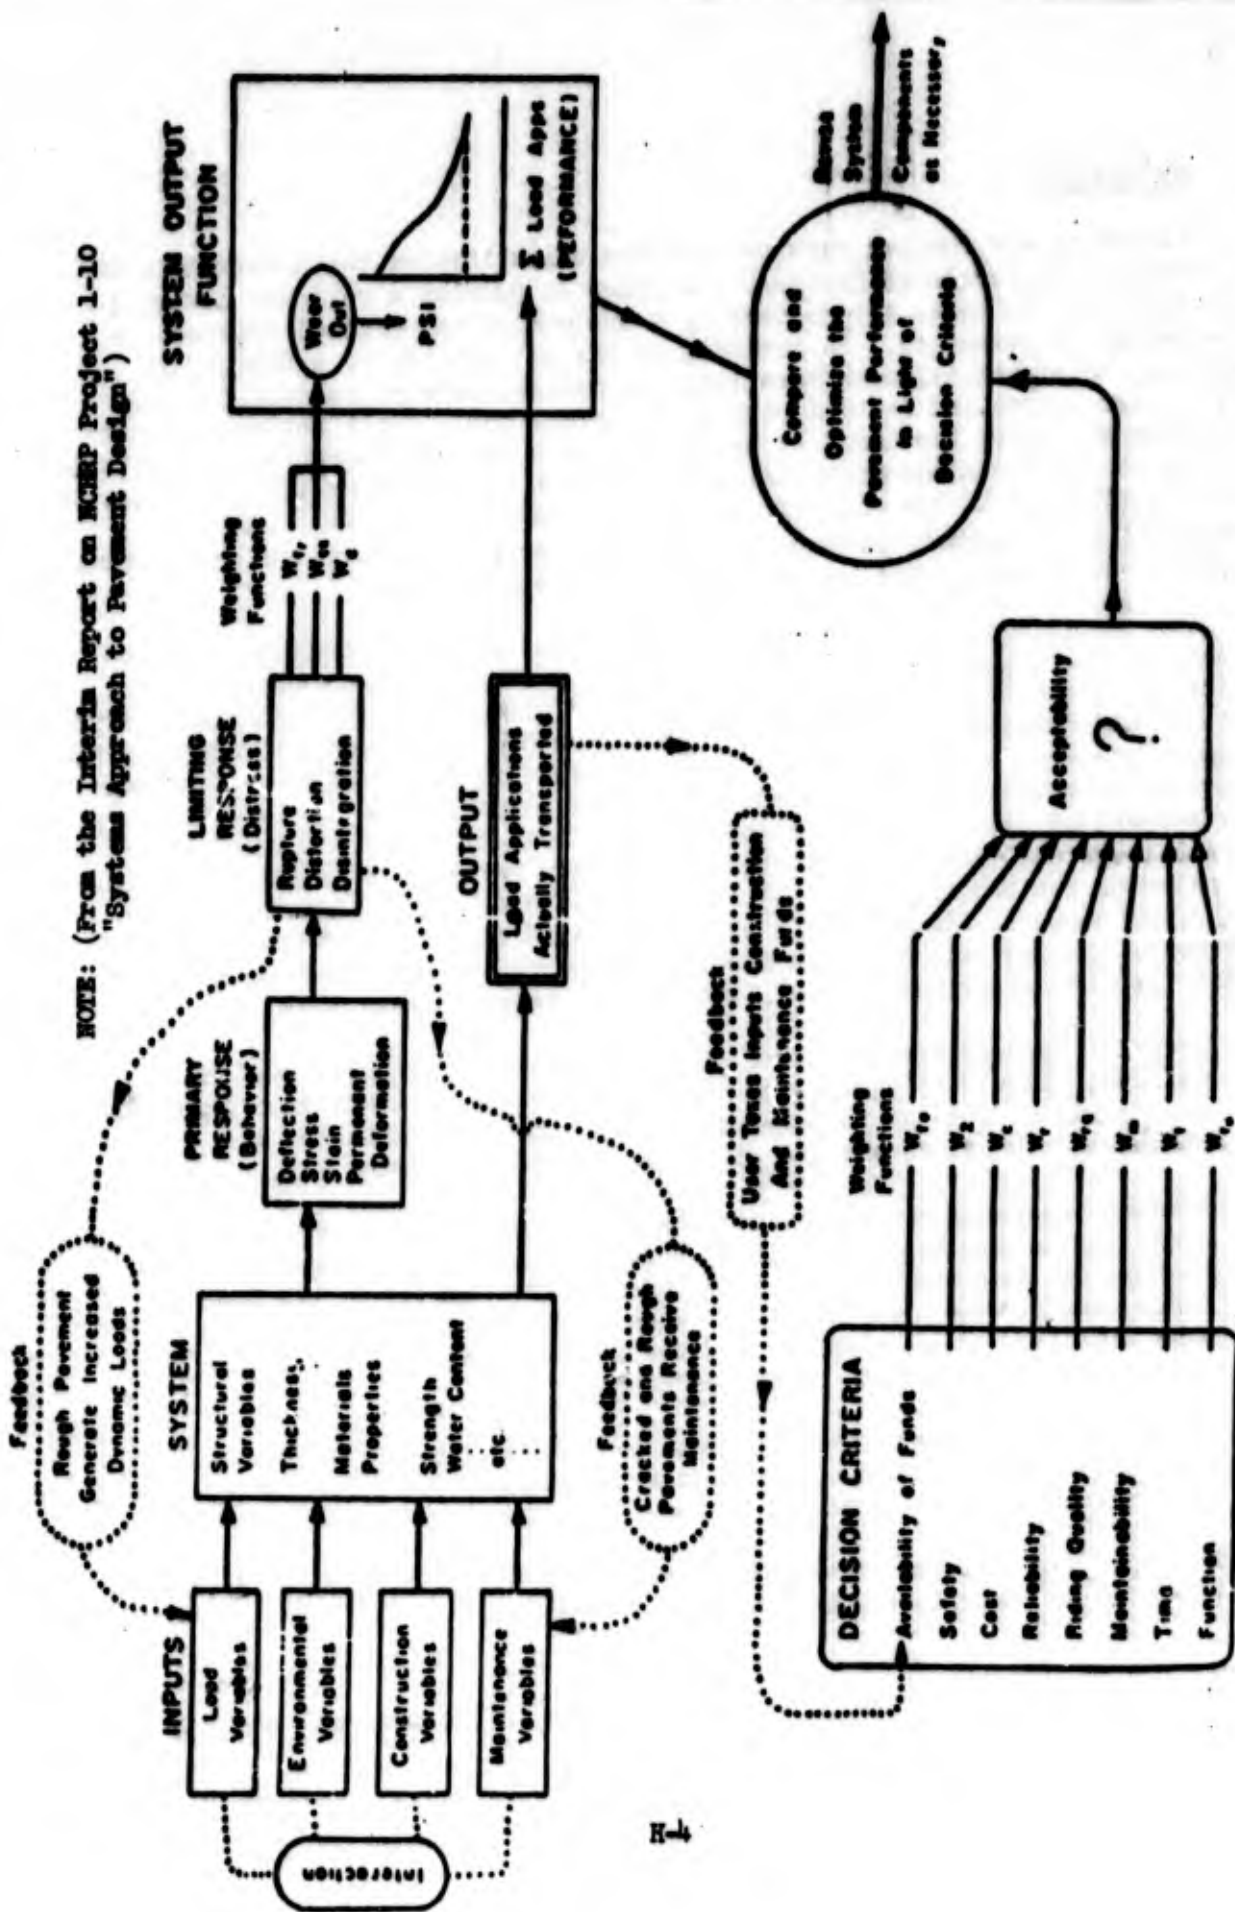 NOTE: (From the Interim Report on NCHRP Project 1-10
"Systems Approach to Pavement Design")
Feedback
Rough Pavement
Generate Increased
Dynamic Loads
INPUTS
Load
Variables
Environmental
Variables
Construction
Variables
Maintenance
Variables
Interaction
SYSTEM
Structural
Variables
Thickness
Materials
Properties
Strength
Water Content
etc.
PRIMARY
RESPONSE
(Behavior)
Deflection
Stress
Stain
Permanent
Deformation
LIMITING
RESPONSE
(Distress)
Rupture
Distortion
Disintegration
Weighting
Functions
SYSTEM OUTPUT
FUNCTION
Wear
Out
PSI
Σ Load Apps
(PEFORMANCE)
OUTPUT
Load Applications
Actually Transported
Feedback
Cracked and Rough
Pavements Receive
Maintenance
Feedback
User Taxes Inputs Construction
And Maintenance Funds
DECISION CRITERIA
Availability of Funds
Safety
Cost
Reliability
Riding Quality
Maintainability
Time
Function
Weighting
Functions
W2
Wc
Wr
Wm
Acceptability
?
Compare and
Optimize the
Pavement Performance
in Light of
Decision Criteria
System
Components
as Necessar,
H-4